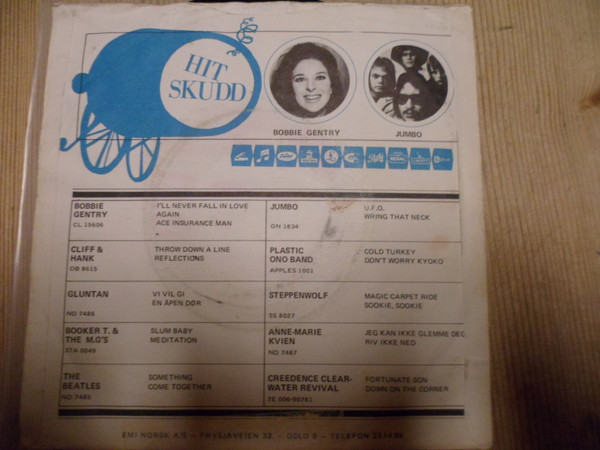 HIT
SKUDD
BOBBIE GENTRY
JUMBO
BOBBIE
GENTRY
CL 15606
I'LL NEVER FALL IN LOVE
AGAIN
ACE INSURANCE MAN
JUMBO
GN 1834
U.F.O.
WRING THAT NECK
CLIFF &
HANK
DB 8615
THROW DOWN A LINE
REFLECTIONS
PLASTIC
ONO BAND
APPLES 1001
COLD TURKEY
DON'T WORRY KYOKO
GLUNTAN
NO 7486
VI VIL GI
EN ÅPEN DØR
STEPPENWOLF
SS 8027
MAGIC CARPET RIDE
SOOKIE, SOOKIE
BOOKER T. &
THE M.G'S
STA 0049
SLUM BABY
MEDITATION
ANNE-MARIE
KVIEN
NO 7487
JEG KAN IKKE GLEMME DEG
RIV IKKE NED
THE
BEATLES
NO 7485
SOMETHING
COME TOGETHER
CREEDENCE CLEAR-
WATER REVIVAL
7E 006-90761
FORTUNATE SON
DOWN ON THE CORNER
EMI NORSK A/S - OSLO 9 - TELEFON